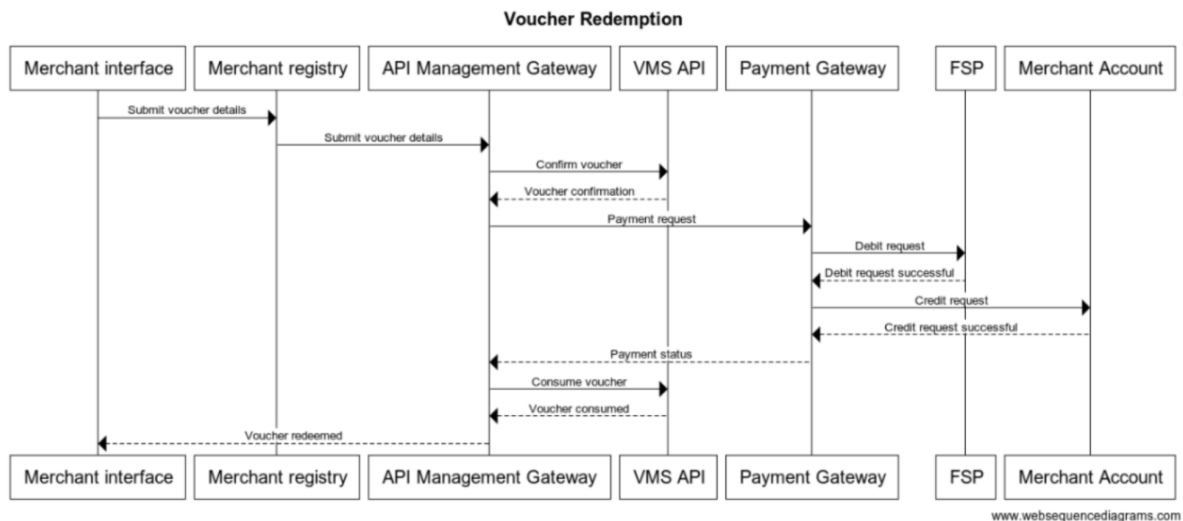 Voucher Redemption
Merchant interface
Merchant registry
API Management Gateway
VMS API
Payment Gateway
FSP
Merchant Account
Submit voucher details
Submit voucher details
Confirm voucher
Voucher confirmation
Payment request
Debit request
Debit request successful
Credit request
Credit request successful
Payment status
Consume voucher
Voucher consumed
Voucher redeemed
Merchant interface
Merchant registry
API Management Gateway
VMS API
Payment Gateway
FSP
Merchant Account
www.websequencediagrams.com